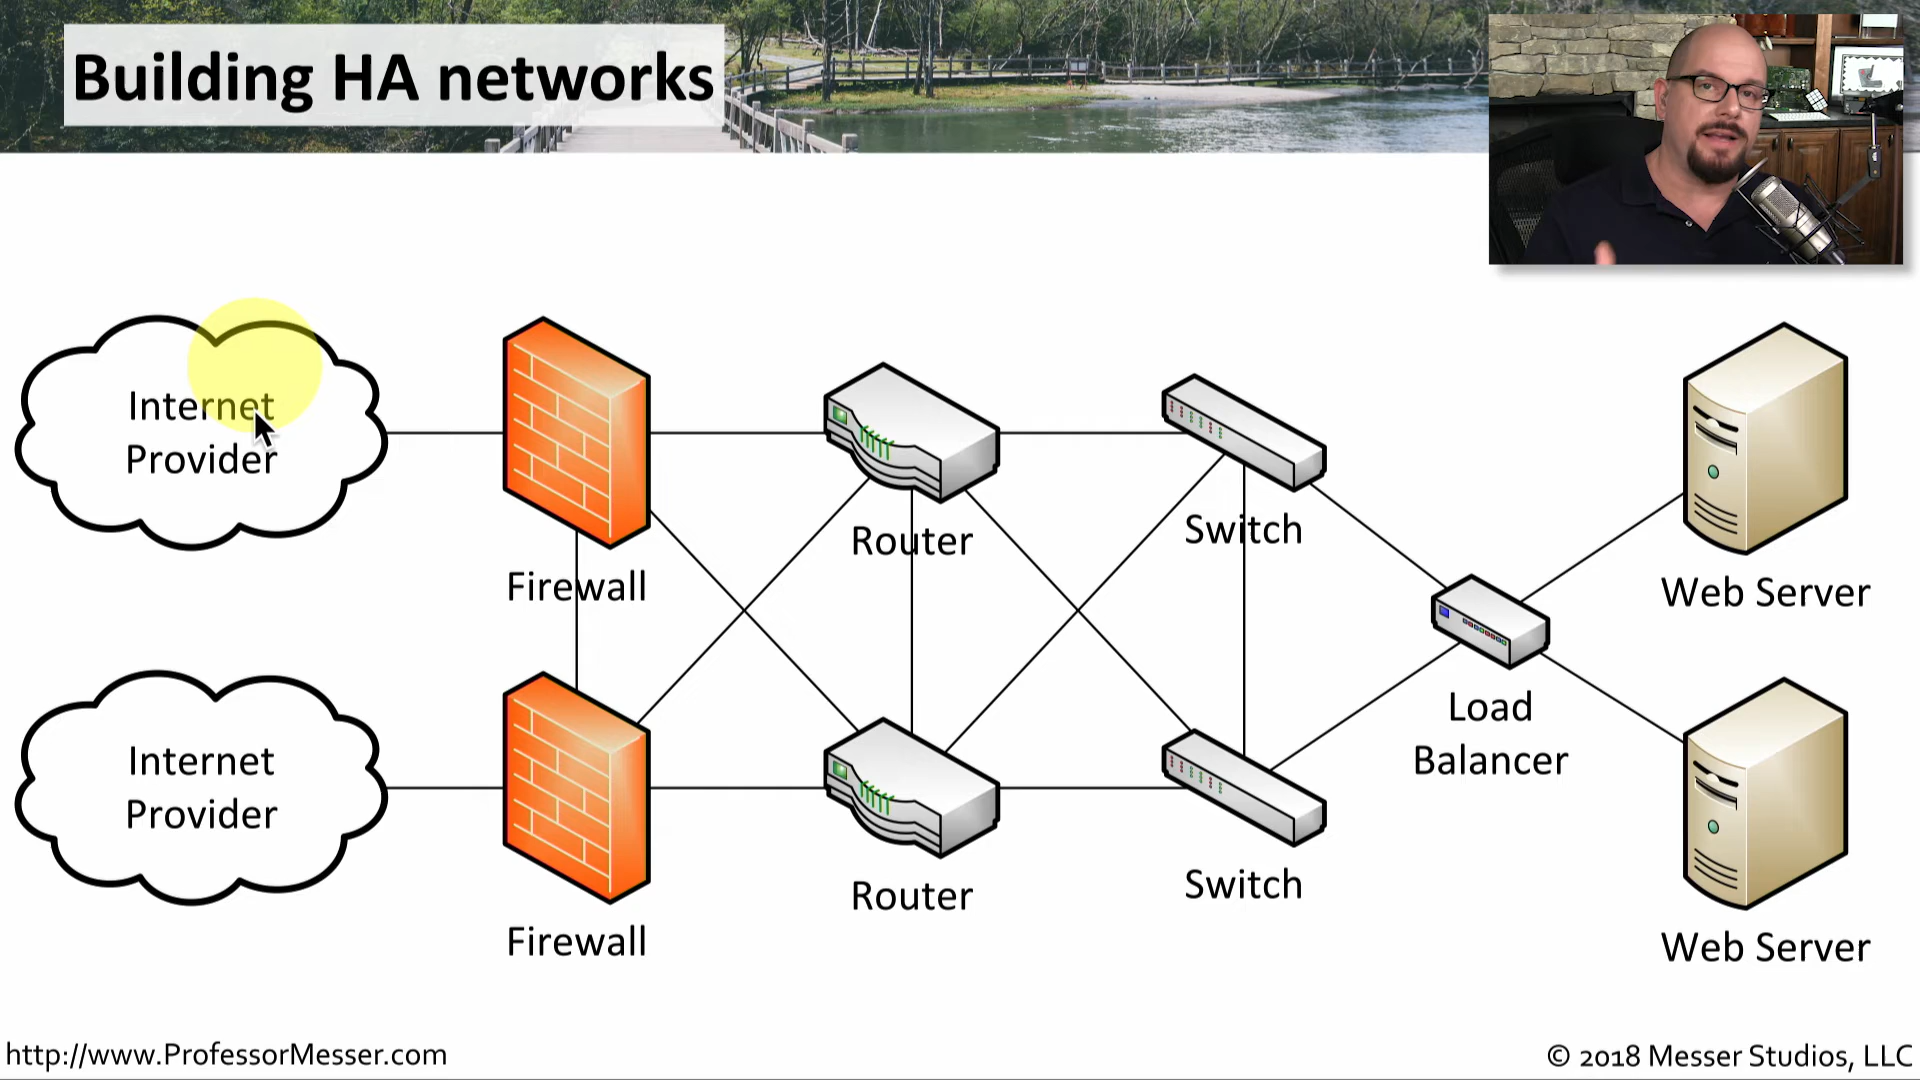 Building HA networks
Internet
Provider
Firewall
Router
Switch
Web Server
Load
Balancer
Internet
Provider
Firewall
Router
Switch
Web Server
http://www.ProfessorMesser.com
© 2018 Messer Studios, LLC